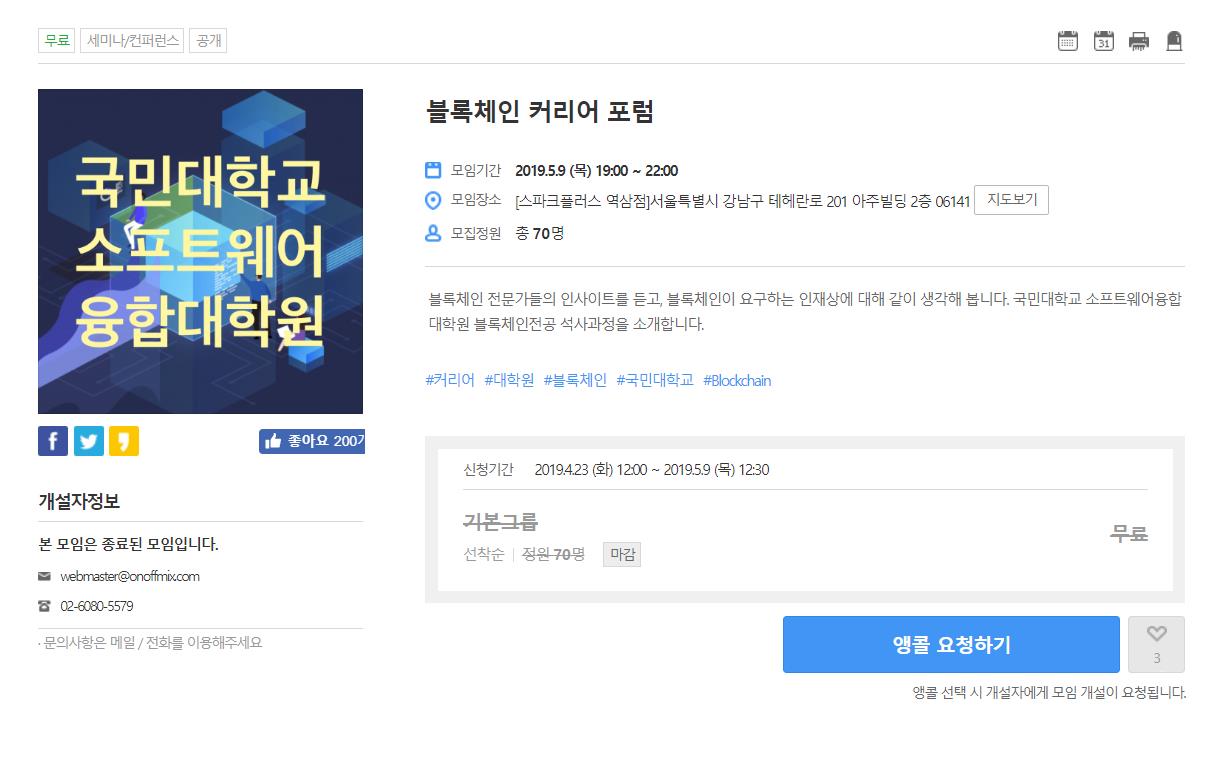 무료 세미나/컨퍼런스 공개
31
국민대학교
소프트웨어
융합대학원
블록체인 커리어 포럼
모임기간 2019.5.9 (목) 19:00 ~ 22:00
모임장소 [스파크플러스 역삼점]서울특별시 강남구 테헤란로 201 아주빌딩 2층 06141 지도보기
모집정원 총 70명
블록체인 전문가들의 인사이트를 듣고, 블록체인이 요구하는 인재상에 대해 같이 생각해 봅니다. 국민대학교 소프트웨어융합
대학원 블록체인전공 석사과정을 소개합니다.
#커리어 #대학원 #블록체인 #국민대학교 #Blockchain
좋아요 200
개설자정보
본 모임은 종료된 모임입니다.
webmaster@onoffmix.com
02-6080-5579
· 문의사항은 메일 / 전화를 이용해주세요
신청기간 2019.4.23 (화) 12:00 ~ 2019.5.9 (목) 12:30
기본그룹
무료
선착순 정원 70명 마감
앵콜 요청하기
3
앵콜 선택 시 개설자에게 모임 개설이 요청됩니다.